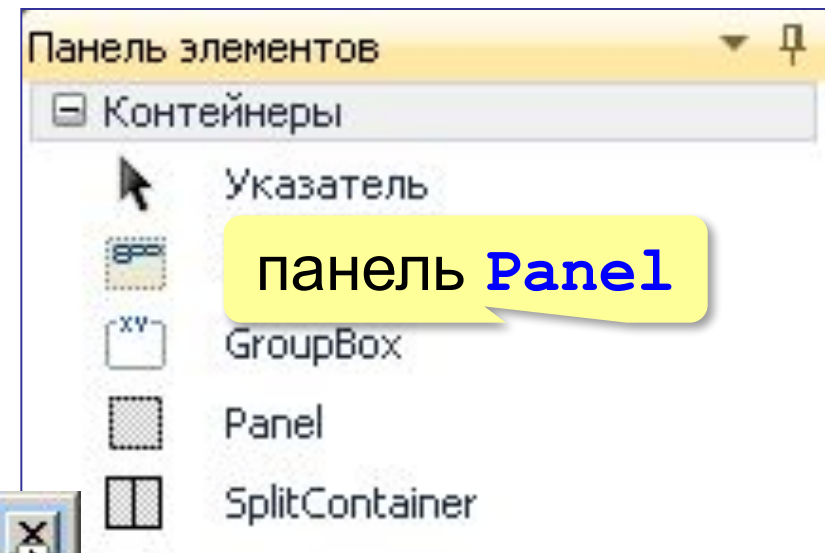 Панель элементов
Контейнеры
Указатель
панель Panel
GroupBox
Panel
SplitContainer